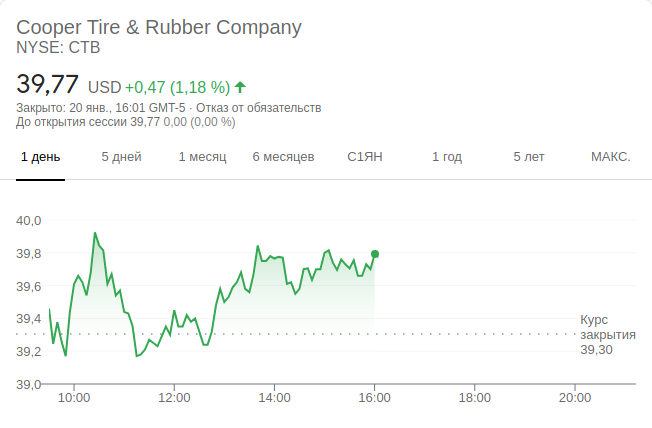 Cooper Tire & Rubber Company
NYSE: CTB
39,77 USD +0,47 (1,18 %)
Закрыто: 20 янв., 16:01 GMT-5 · Отказ от обязательств
До открытия сессии 39,77 0,00 (0,00 %)
1 день 5 дней 1 месяц 6 месяцев С1ЯН 1 год 5 лет МАКС.
40,0
39,8
39,6
39,4
39,2
39,0
Курс
закрытия
39,30
10:00 12:00 14:00 16:00 18:00 20:00